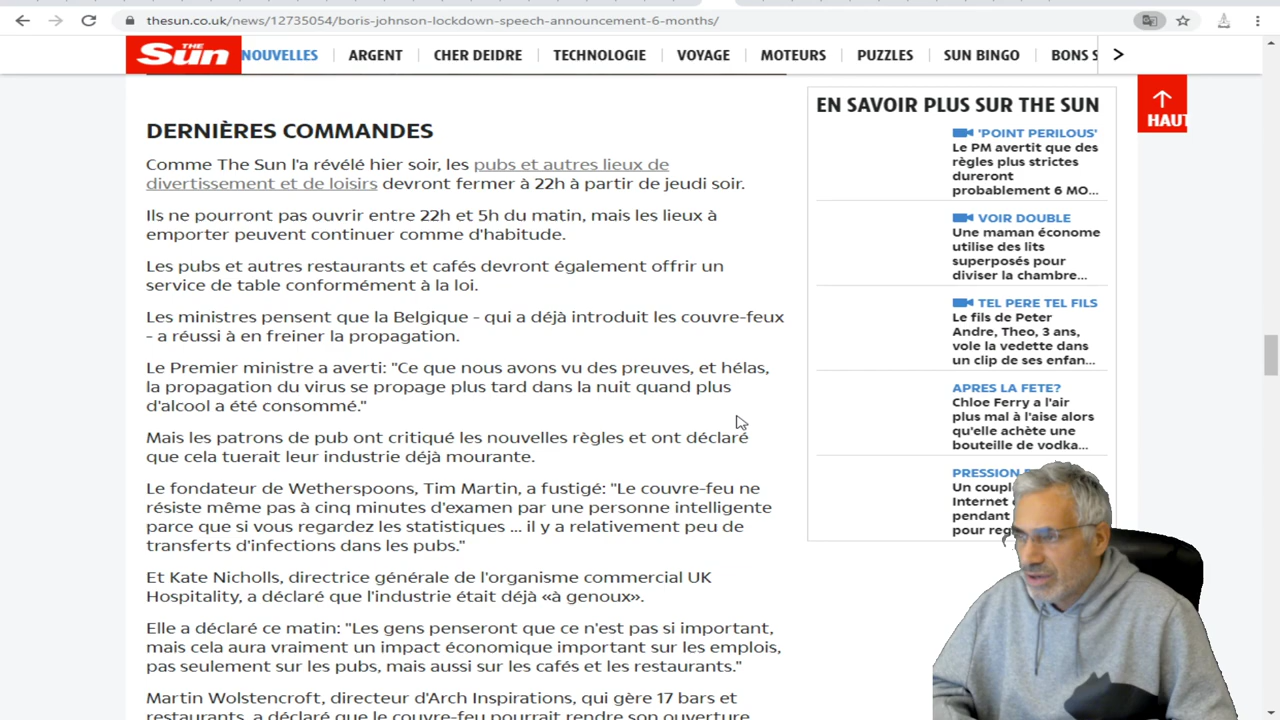 thesun.co.uk/news/12735054/boris-johnson-lockdown-speech-announcement-6-months/
THE Sun
NOUVELLES
ARGENT
CHER DEIDRE
TECHNOLOGIE
VOYAGE
MOTEURS
PUZZLES
SUN BINGO
BONS S
HAUT
DERNIÈRES COMMANDES
Comme The Sun l'a révélé hier soir, les pubs et autres lieux de
divertissement et de loisirs devront fermer à 22h à partir de jeudi soir.
Ils ne pourront pas ouvrir entre 22h et 5h du matin, mais les lieux à
emporter peuvent continuer comme d'habitude.
Les pubs et autres restaurants et cafés devront également offrir un
service de table conformément à la loi.
Les ministres pensent que la Belgique - qui a déjà introduit les couvre-feux
- a réussi à en freiner la propagation.
Le Premier ministre a averti: "Ce que nous avons vu des preuves, et hélas,
la propagation du virus se propage plus tard dans la nuit quand plus
d'alcool a été consommé."
Mais les patrons de pub ont critiqué les nouvelles règles et ont déclaré
que cela tuerait leur industrie déjà mourante.
Le fondateur de Wetherspoons, Tim Martin, a fustigé: "Le couvre-feu ne
résiste même pas à cinq minutes d'examen par une personne intelligente
parce que si vous regardez les statistiques ... il y a relativement peu de
transferts d'infections dans les pubs."
Et Kate Nicholls, directrice générale de l'organisme commercial UK
Hospitality, a déclaré que l'industrie était déjà «à genoux».
Elle a déclaré ce matin: "Les gens penseront que ce n'est pas si important,
mais cela aura vraiment un impact économique important sur les emplois,
pas seulement sur les pubs, mais aussi sur les cafés et les restaurants."
Martin Wolstencroft, directeur d'Arch Inspirations, qui gère 17 bars et
restaurants, a déclaré que le couvre-feu pourrait rendre son ouverture
EN SAVOIR PLUS SUR THE SUN
'POINT PERILOUS'
Le PM avertit que des
règles plus strictes
dureront
probablement 6 MO...
VOIR DOUBLE
Une maman économe
utilise des lits
superposés pour
diviser la chambre...
TEL PERE TEL FILS
Le fils de Peter
Andre, Theo, 3 ans,
vole la vedette dans
un clip de ses enfan...
APRES LA FETE?
Chloe Ferry a l'air
plus mal à l'aise alors
qu'elle achète une
bouteille de vodka...
PRESSION
Un coupl
Internet
pendant
pour reg